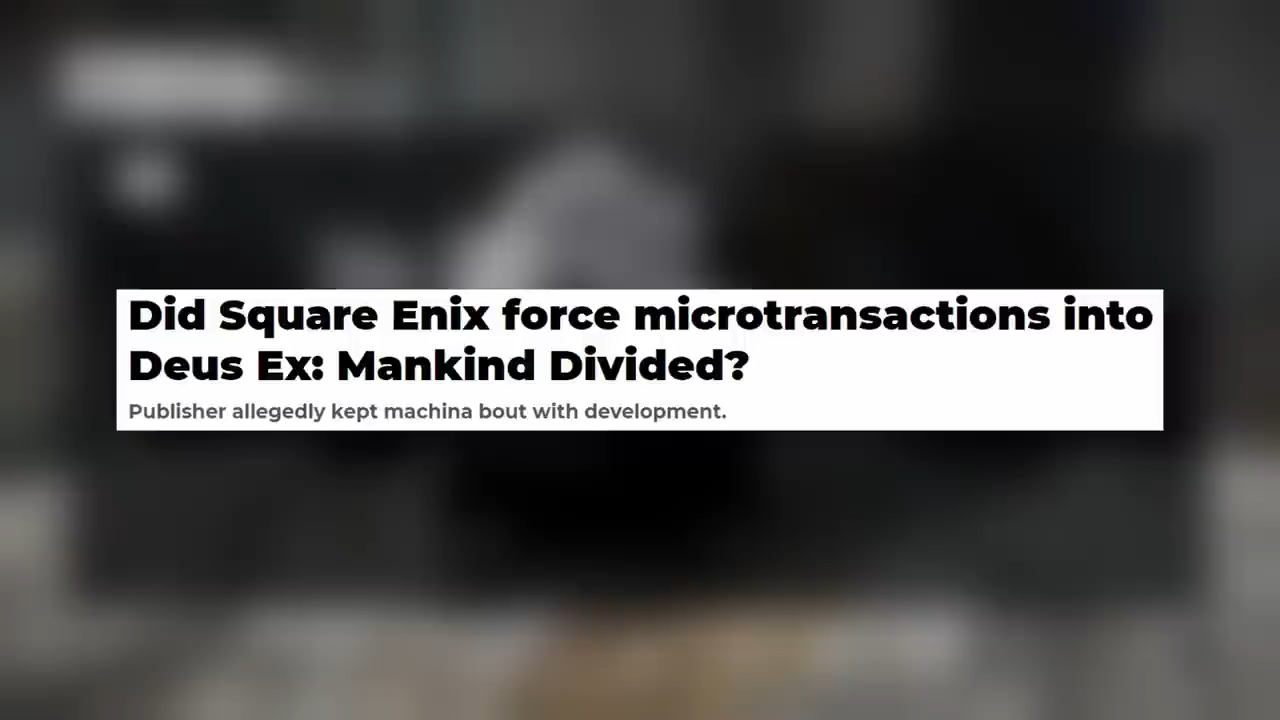 Did Square Enix force microtransactions into
Deus Ex: Mankind Divided?
Publisher allegedly kept machina bout with development.